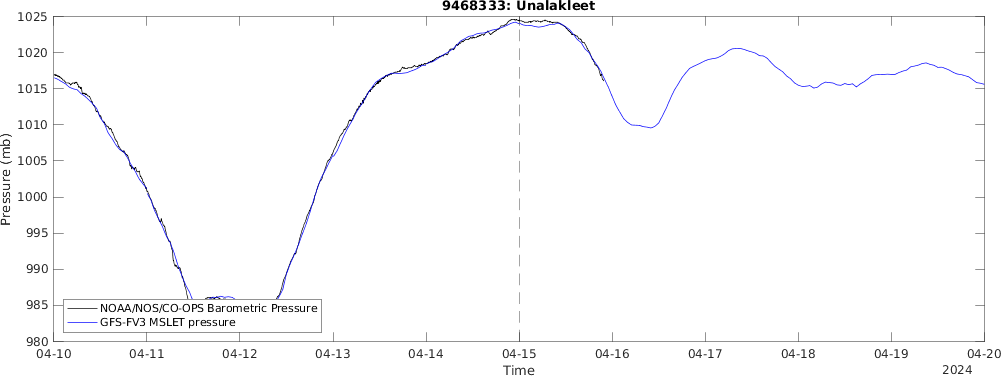 9468333: Unalakleet
1025
1020
1015
1010
1005
1000
995
990
985
980
Pressure (mb)
NOAA/NOS/CO-OPS Barometric Pressure
GFS-FV3 MSLET pressure
04-10 04-11 04-12 04-13 04-14 04-15 04-16 04-17 04-18 04-19 04-20
Time
2024